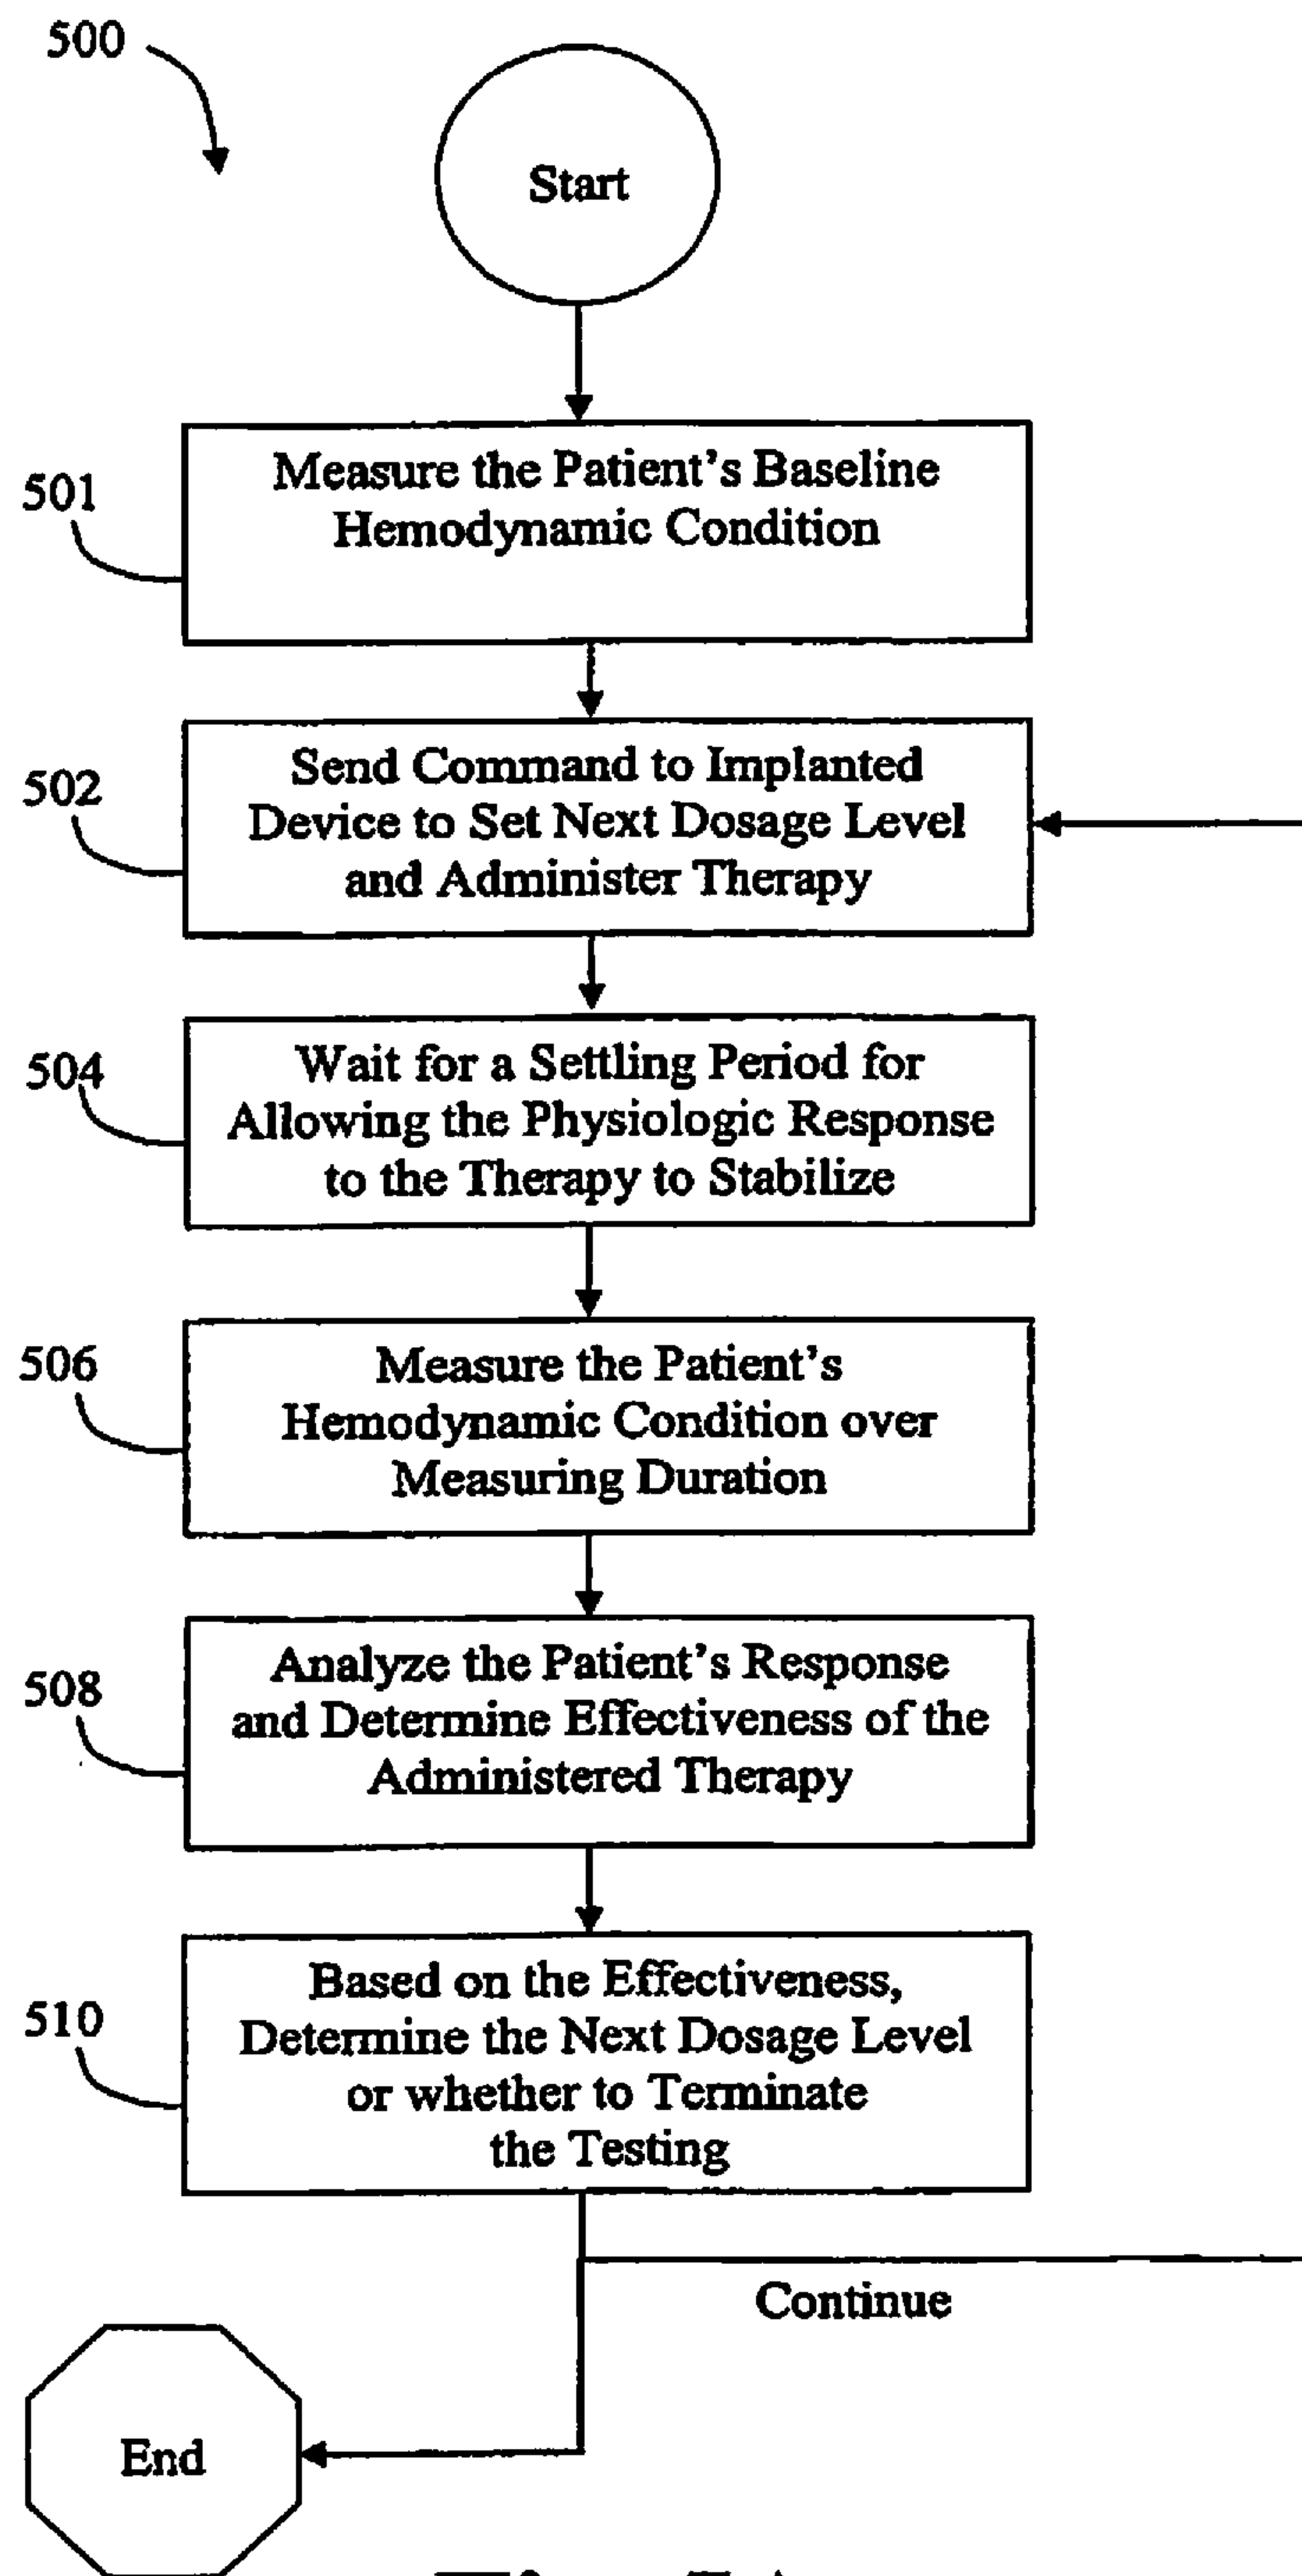 500
Start
501
Measure the Patient's Baseline
Hemodynamic Condition
502
Send Command to Implanted
Device to Set Next Dosage Level
and Administer Therapy
504
Wait for a Settling Period for
Allowing the Physiologic Response
to the Therapy to Stabilize
506
Measure the Patient's
Hemodynamic Condition over
Measuring Duration
508
Analyze the Patient's Response
and Determine Effectiveness of the
Administered Therapy
510
Based on the Effectiveness,
Determine the Next Dosage Level
or whether to Terminate
the Testing
Continue
End